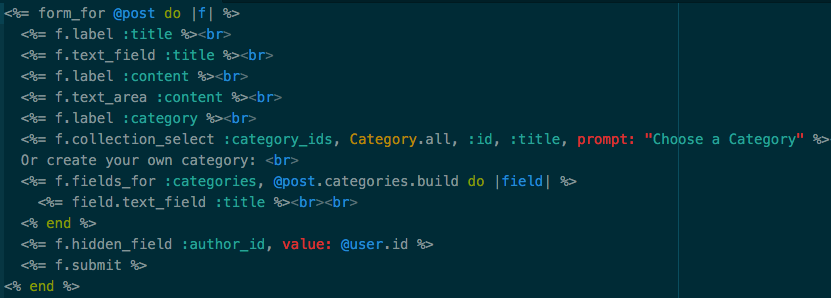 <%= form_for @post do |f| %>
  <%= f.label :title %><br>
  <%= f.text_field :title %><br>
  <%= f.label :content %><br>
  <%= f.text_area :content %><br>
  <%= f.label :category %><br>
  <%= f.collection_select :category_ids, Category.all, :id, :title, prompt: "Choose a Category" %>
  Or create your own category: <br>
  <%= f.fields_for :categories, @post.categories.build do |field| %>
    <%= field.text_field :title %><br><br>
  <% end %>
  <%= f.hidden_field :author_id, value: @user.id %>
  <%= f.submit %>
<% end %>